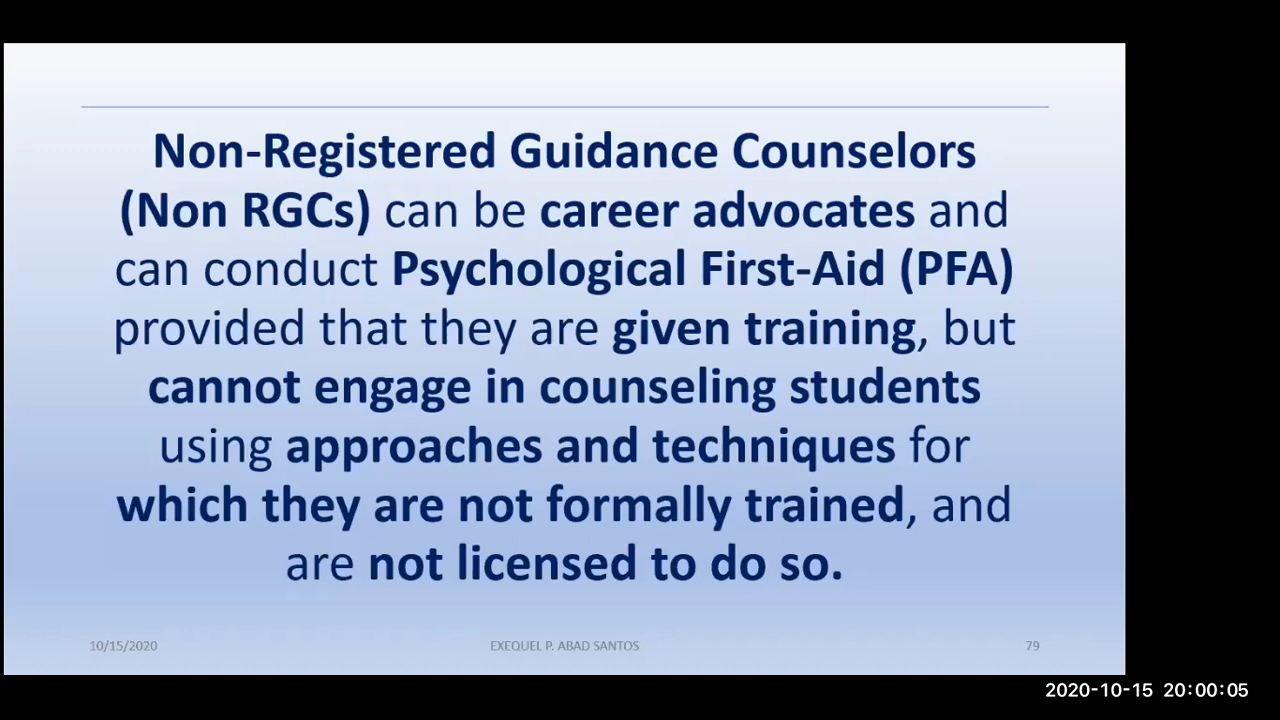 Non-Registered Guidance Counselors
(Non RGCs) can be career advocates and
can conduct Psychological First-Aid (PFA)
provided that they are given training, but
cannot engage in counseling students
using approaches and techniques for
which they are not formally trained, and
are not licensed to do so.
10/15/2020 EXEQUEL P. ABAD SANTOS 79
2020-10-15 20:00:05